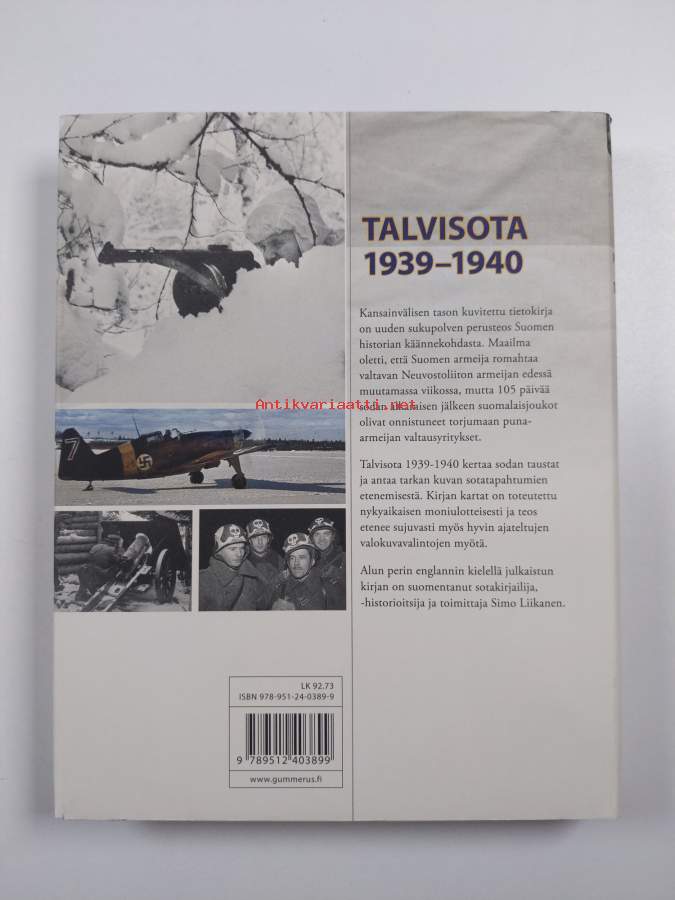 TALVISOTA
1939–1940
Kansainvälisen tason kuvitettu tietokirja
on uuden sukupolven perusteos Suomen
historian käännekohdasta. Maailma
oletti, että Suomen armeija romahtaa
valtavan Neuvostoliiton armeijan edessä
muutamassa viikossa, mutta 105 päivää
Antikvariaatti.net
sodan jälkeen suomalaisjoukot
olivat onnistuneet torjumaan puna-
armeijan valtausyritykset.
Talvisota 1939-1940 kertaa sodan taustat
ja antaa tarkan kuvan sotatapahtumien
etenemisestä. Kirjan kartat on toteutettu
nykyaikaisen moniulotteisesti ja teos
etenee sujuvasti myös hyvin ajateltujen
valokuvavalintojen myötä.
Alun perin englannin kielellä julkaistun
kirjan on suomentanut sotakirjailija,
-historioitsija ja toimittaja Simo Liikanen.
7
LK 92.73
ISBN 978-951-24-0389-9
9 789512 403899
www.gummerus.fi